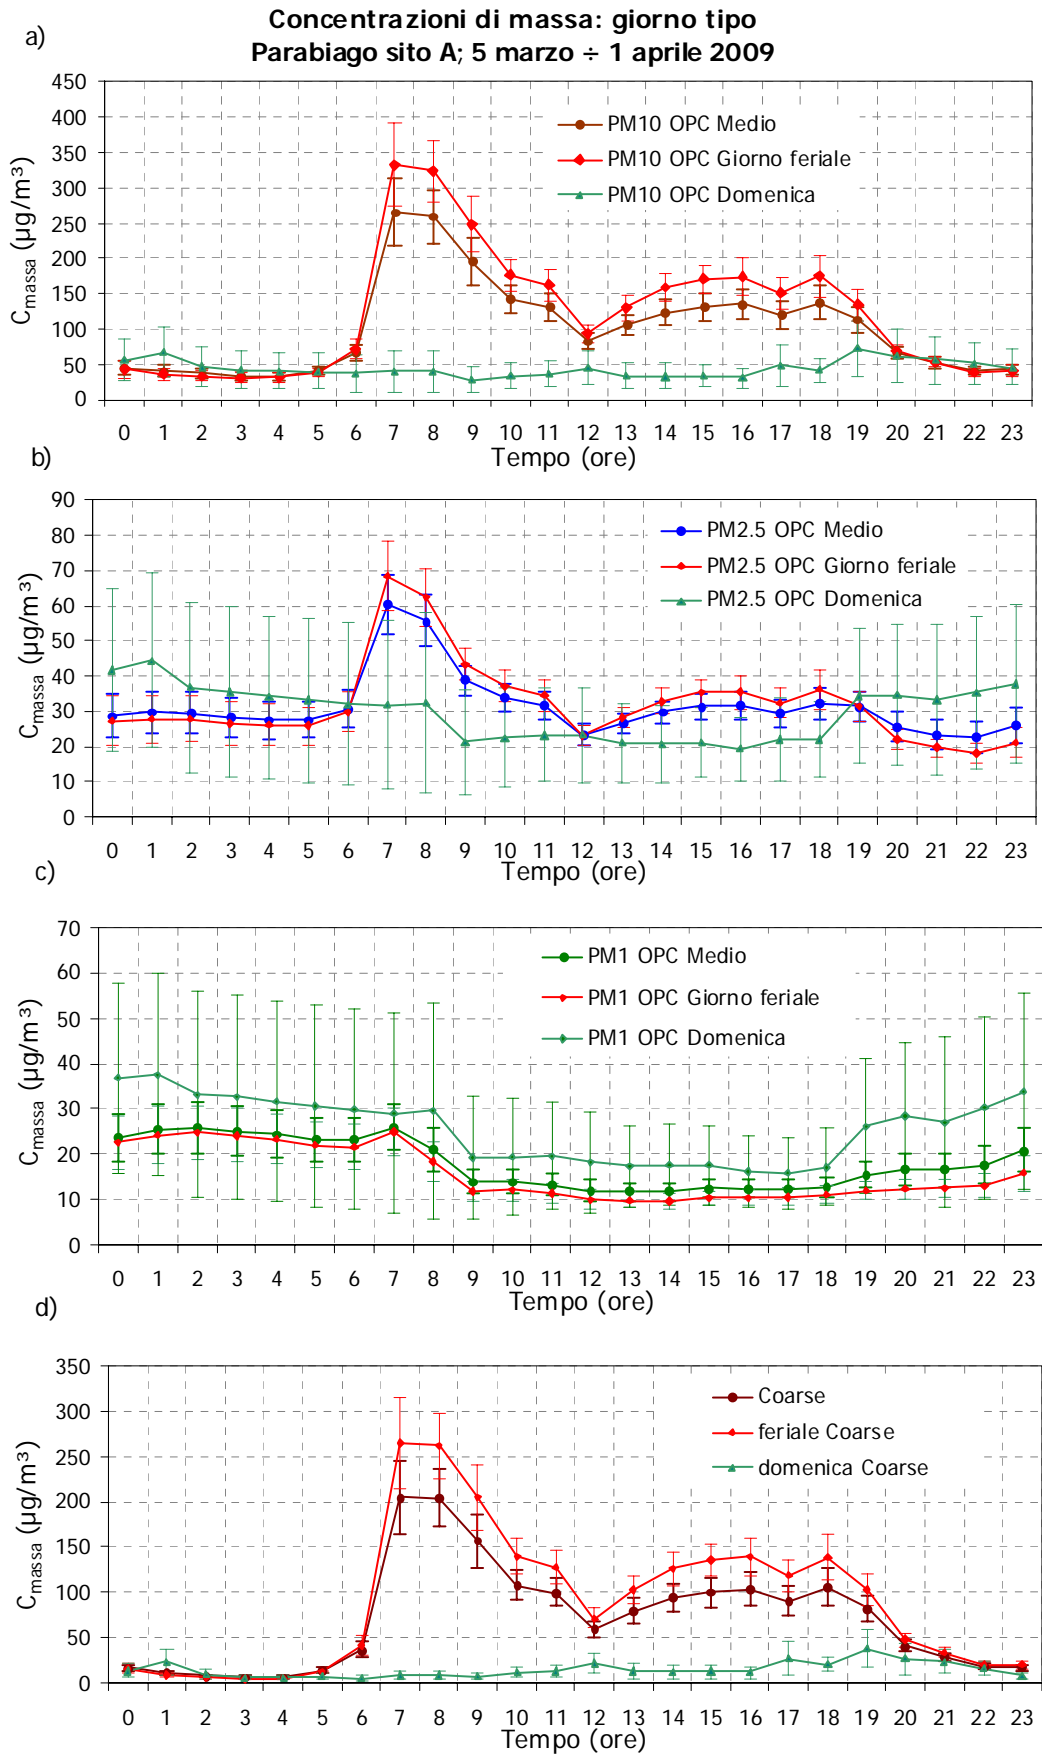 Concentrazioni di massa: giorno tipo
Parabiago sito A; 5 marzo ÷ 1 aprile 2009
a)
450
400
350
300
250
200
150
100
50
0
C massa (µg/m³)
PM10 OPC Medio
PM10 OPC Giorno feriale
PM10 OPC Domenica
0 1 2 3 4 5 6 7 8 9 10 11 12 13 14 15 16 17 18 19 20 21 22 23
Tempo (ore)
b)
90
80
70
60
50
40
30
20
10
0
C massa (µg/m³)
PM2.5 OPC Medio
PM2.5 OPC Giorno feriale
PM2.5 OPC Domenica
0 1 2 3 4 5 6 7 8 9 10 11 12 13 14 15 16 17 18 19 20 21 22 23
Tempo (ore)
c)
70
60
50
40
30
20
10
0
C massa (µg/m³)
PM1 OPC Medio
PM1 OPC Giorno feriale
PM1 OPC Domenica
0 1 2 3 4 5 6 7 8 9 10 11 12 13 14 15 16 17 18 19 20 21 22 23
Tempo (ore)
d)
350
300
250
200
150
100
50
0
C massa (µg/m³)
Coarse
feriale Coarse
domenica Coarse
0 1 2 3 4 5 6 7 8 9 10 11 12 13 14 15 16 17 18 19 20 21 22 23
Tempo (ore)